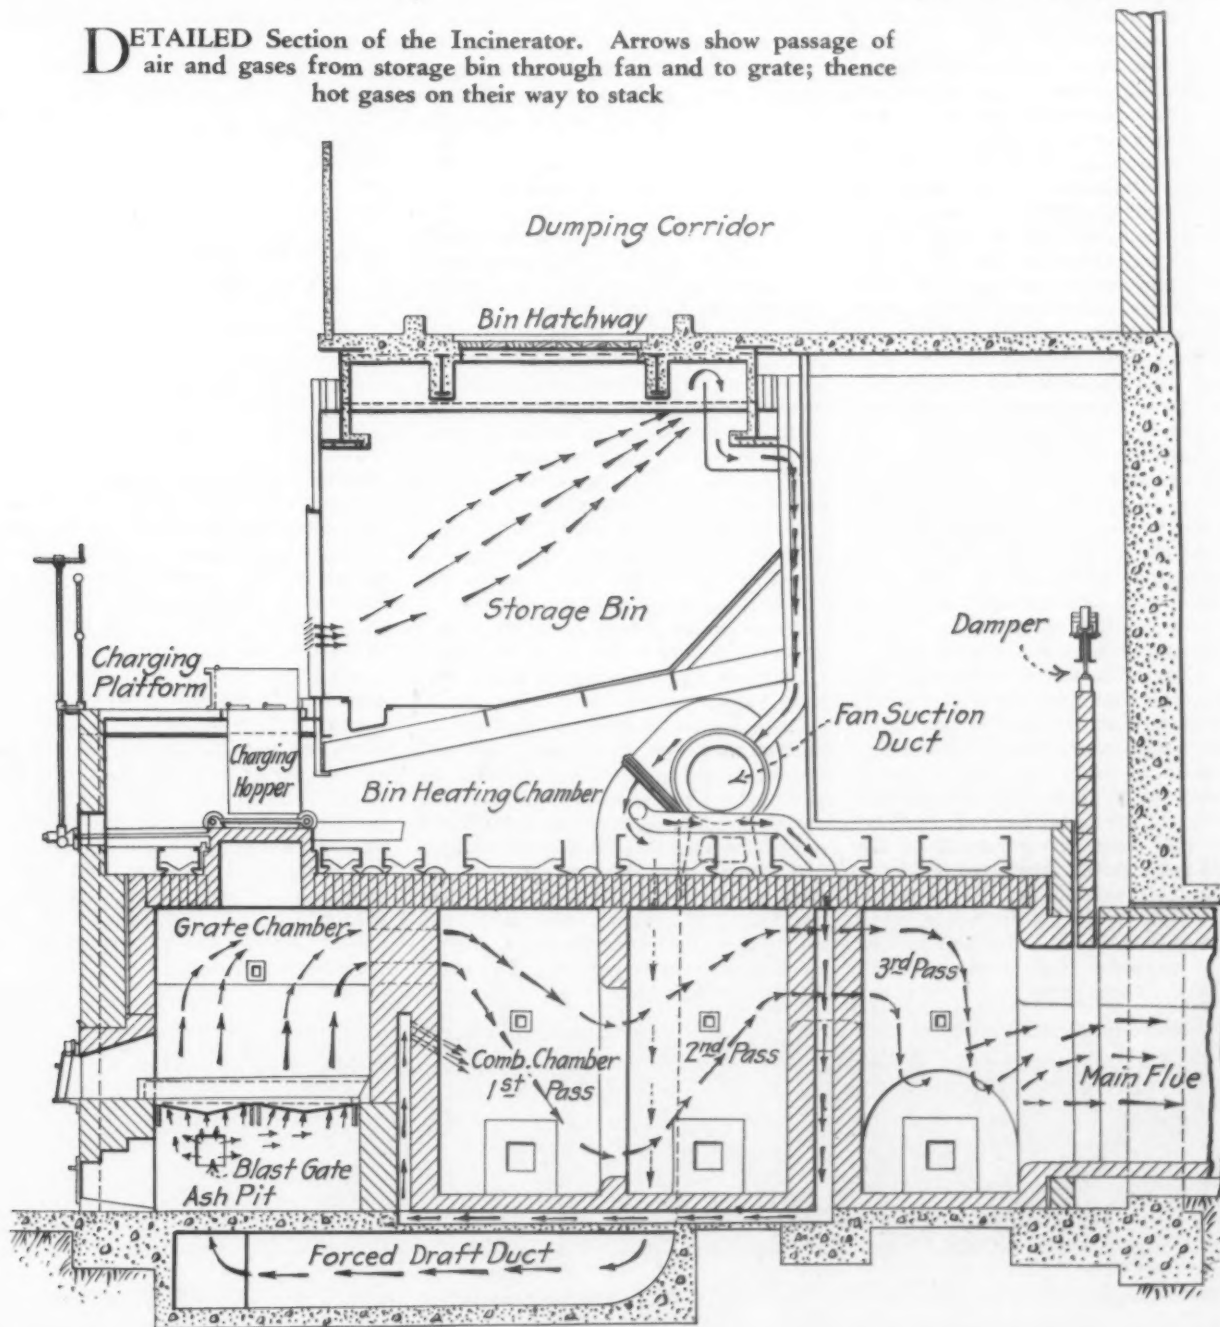 DETAILED Section of the Incinerator. Arrows show passage of
air and gases from storage bin through fan and to grate; thence
hot gases on their way to stack
Dumping Corridor
Bin Hatchway
Storage Bin
Damper
Charging
Platform
Fan Suction
Duct
Charging
Hopper
Bin Heating Chamber
Grate Chamber
3rd Pass
Comb. Chamber
1st Pass
2nd Pass
Main Flue
Blast Gate
Ash Pit
Forced Draft Duct